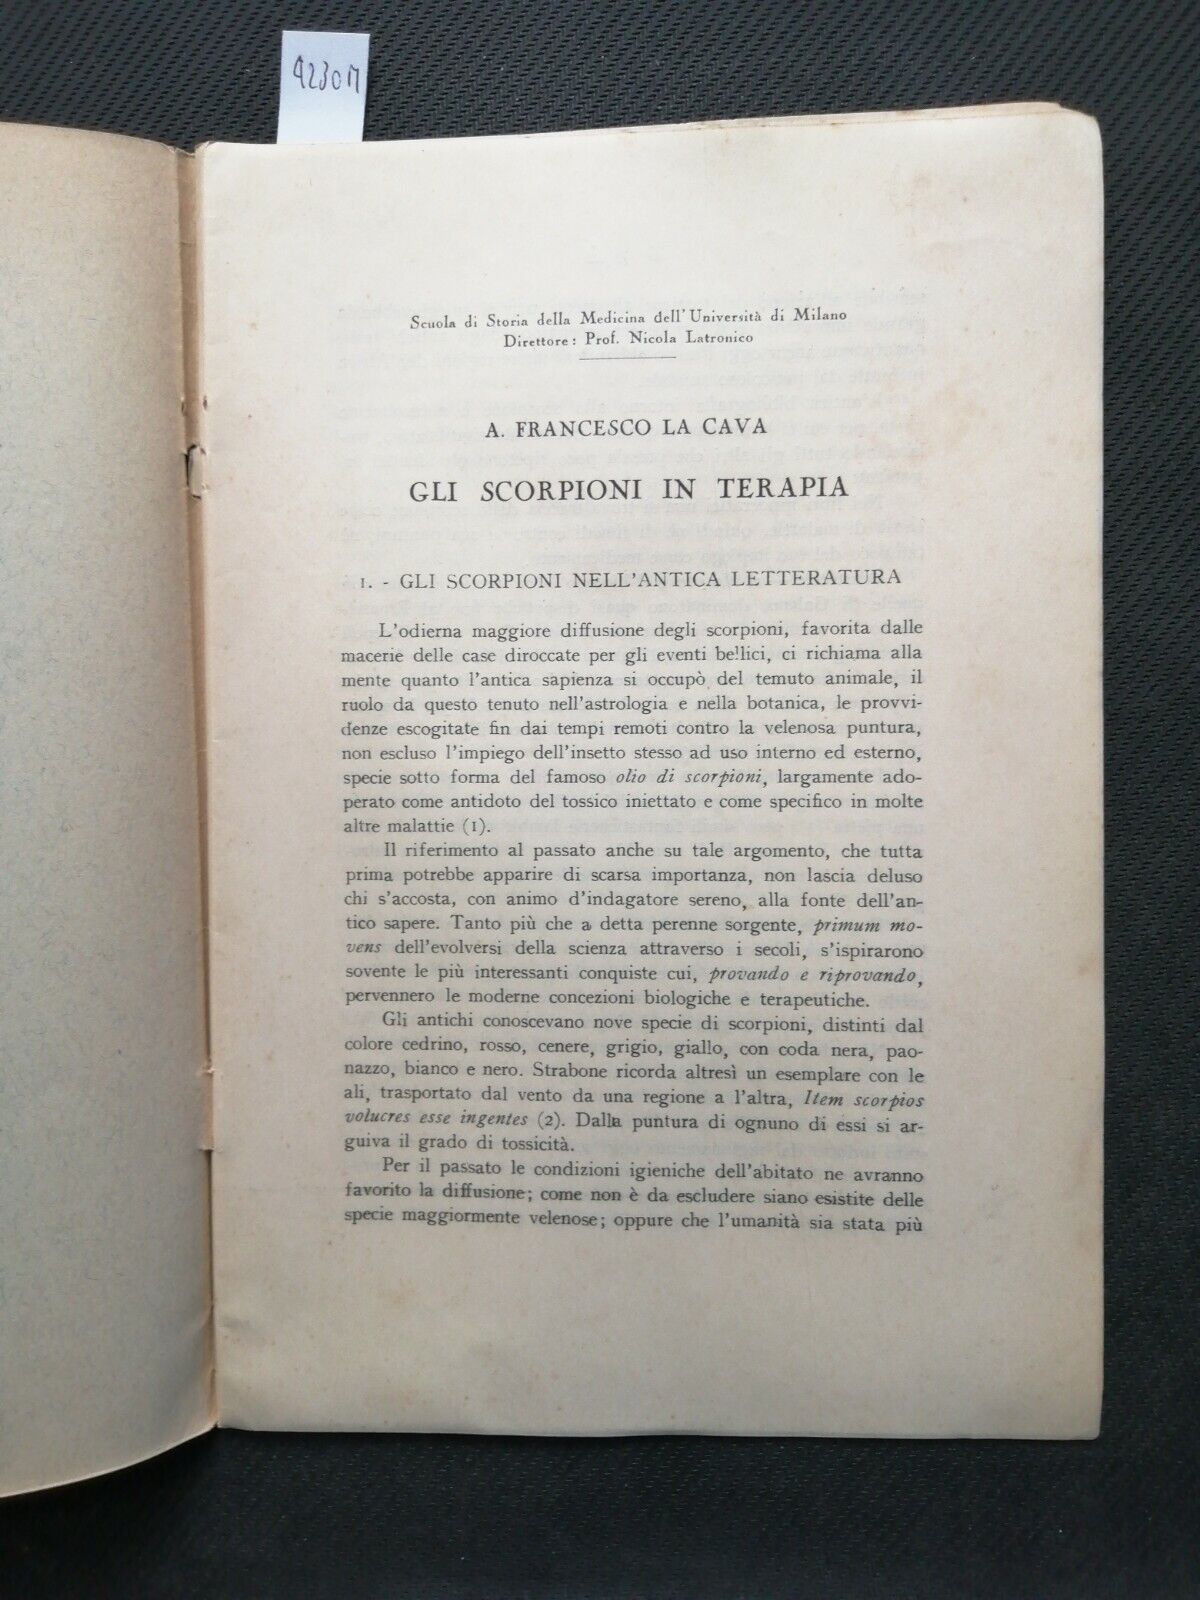 4230M
Scuola di Storia della Medicina dell'Università di Milano
Direttore: Prof. Nicola Latronico
A. FRANCESCO LA CAVA
GLI SCORPIONI IN TERAPIA
1. - GLI SCORPIONI NELL'ANTICA LETTERATURA
L'odierna maggiore diffusione degli scorpioni, favorita dalle
macerie delle case diroccate per gli eventi bellici, ci richiama alla
mente quanto l'antica sapienza si occupò del temuto animale, il
ruolo da questo tenuto nell'astrologia e nella botanica, le provvi-
denze escogitate fin dai tempi remoti contro la velenosa puntura,
non escluso l'impiego dell'insetto stesso ad uso interno ed esterno,
specie sotto forma del famoso olio di scorpioni, largamente ado-
perato come antidoto del tossico iniettato e come specifico in molte
altre malattie (1).
Il riferimento al passato anche su tale argomento, che tutta
prima potrebbe apparire di scarsa importanza, non lascia deluso
chi s'accosta, con animo d'indagatore sereno, alla fonte dell'an-
tico sapere. Tanto più che a detta perenne sorgente, primum mo-
vens dell'evolversi della scienza attraverso i secoli, s'ispirarono
sovente le più interessanti conquiste cui, provando e riprovando,
pervennero le moderne concezioni biologiche e terapeutiche.
Gli antichi conoscevano nove specie di scorpioni, distinti dal
colore cedrino, rosso, cenere, grigio, giallo, con coda nera, pao-
nazzo, bianco e nero. Strabone ricorda altresì un esemplare con le
ali, trasportato dal vento da una regione a l'altra, Item scorpios
volucres esse ingentes (2). Dalla puntura di ognuno di essi si ar-
guiva il grado di tossicità.
Per il passato le condizioni igieniche dell'abitato ne avranno
favorito la diffusione; come non è da escludere siano esistite delle
specie maggiormente velenose; oppure che l'umanità sia stata più